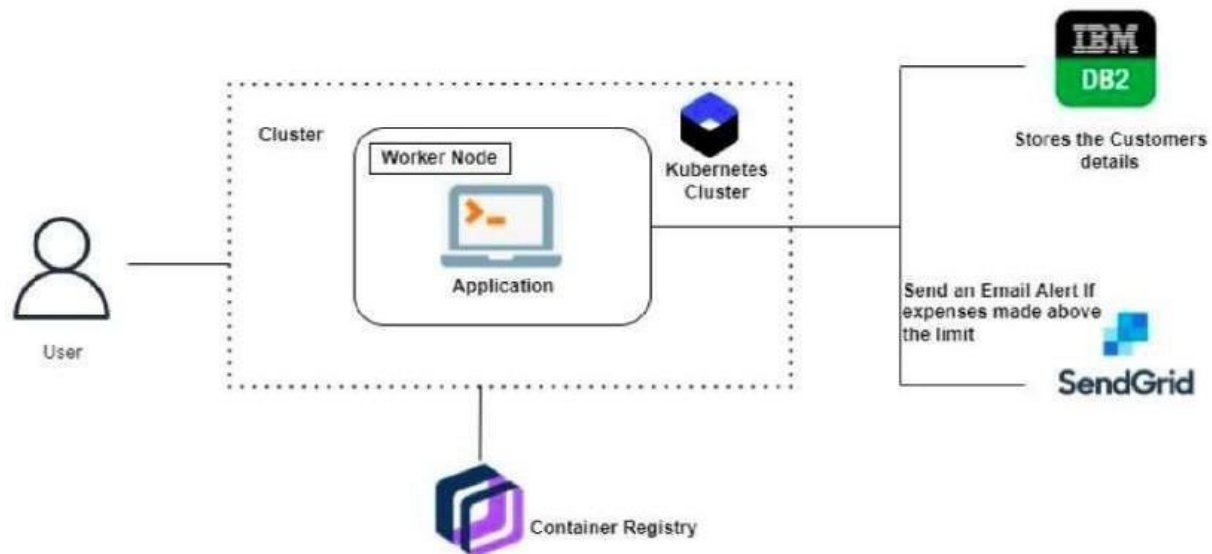 IBM
DB2
Stores the Customers
details
Cluster
Worker Node
Kubernetes
Cluster
Application
User
Send an Email Alert If
expenses made above
the limit
SendGrid
Container Registry